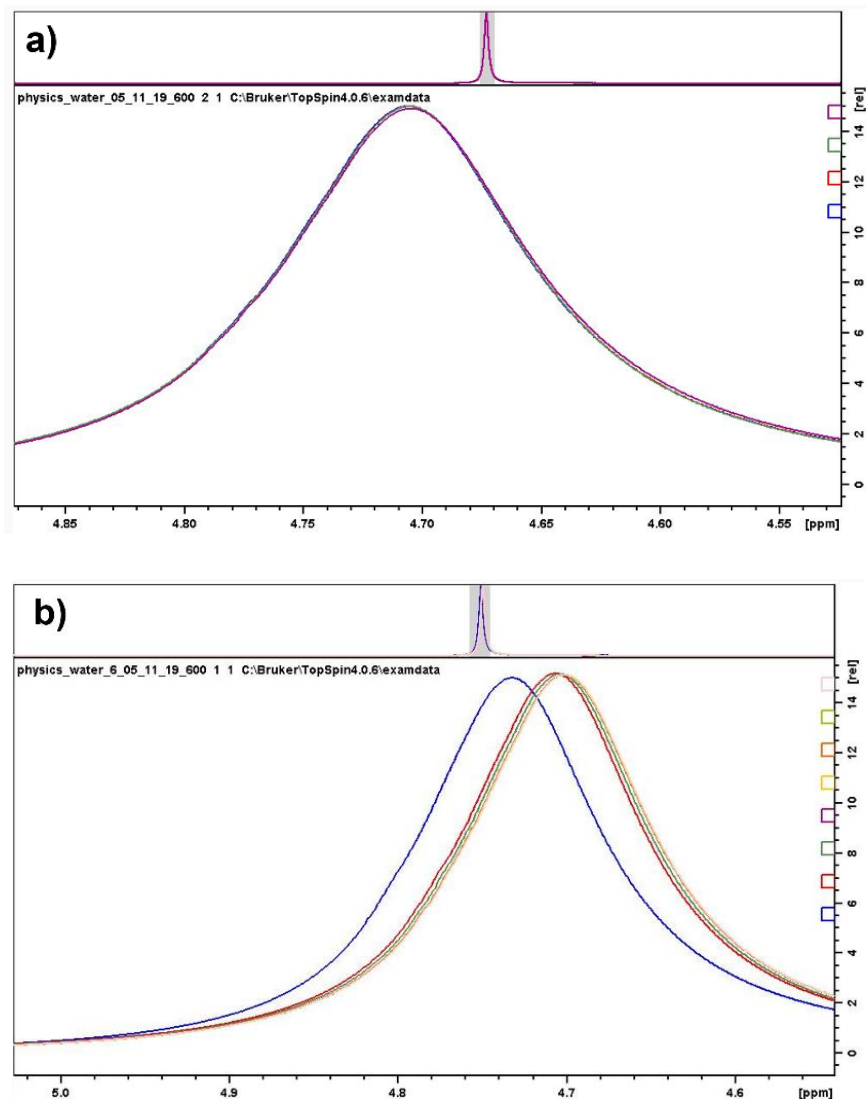 a)
physics_water_05_11_19_600 2 1 C:\Bruker\TopSpin4.0.6\examdata
[rel]
14
12
10
8
6
4
2
0
4.85 4.80 4.75 4.70 4.65 4.60 4.55 [ppm]
b)
physics_water_6_05_11_19_600 1 1 C:\Bruker\TopSpin4.0.6\examdata
[rel]
14
12
10
8
6
4
2
0
5.0 4.9 4.8 4.7 4.6 [ppm]